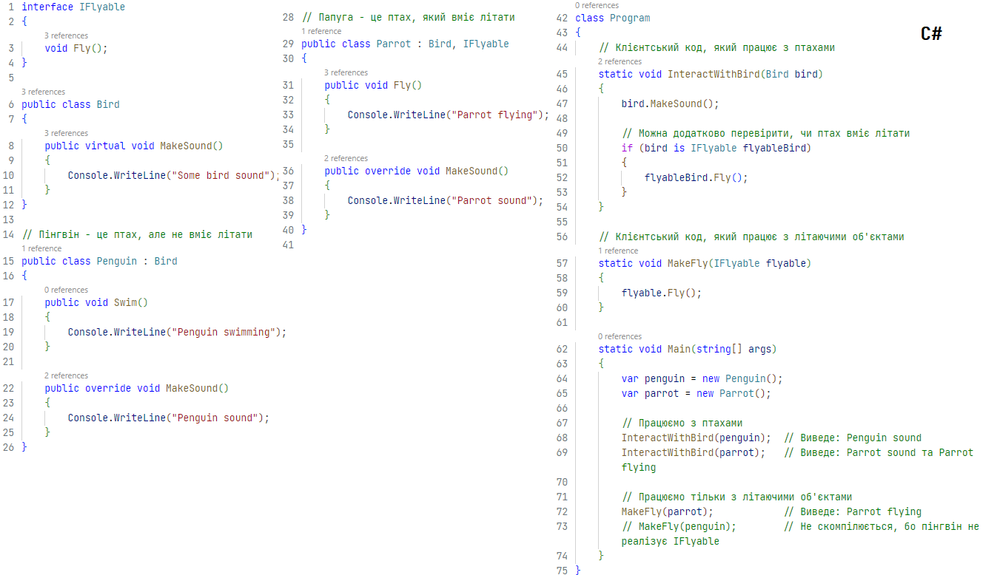 1 interface IFlyable
2 {
3 references
3 void Fly();
4 }
5
3 references
6 public class Bird
7 {
3 references
8 public virtual void MakeSound()
9 {
10 Console.WriteLine("Some bird sound");
11 }
12 }
13
14 // Пінгвін - це птах, але не вміє літати
1 reference
15 public class Penguin : Bird
16 {
0 references
17 public void Swim()
18 {
19 Console.WriteLine("Penguin swimming");
20 }
21
2 references
22 public override void MakeSound()
23 {
24 Console.WriteLine("Penguin sound");
25 }
26 }
28 // Папуга - це птах, який вміє літати
1 reference
29 public class Parrot : Bird, IFlyable
30 {
3 references
31 public void Fly()
32 {
33 Console.WriteLine("Parrot flying");
34 }
35
2 references
36 public override void MakeSound()
37 {
38 Console.WriteLine("Parrot sound");
39 }
40 }
41
C#
0 references
42 class Program
43 {
44 // Клієнтський код, який працює з птахами
2 references
45 static void InteractWithBird(Bird bird)
46 {
47 bird.MakeSound();
48
49 // Можна додатково перевірити, чи птах вміє літати
50 if (bird is IFlyable flyableBird)
51 {
52 flyableBird.Fly();
53 }
54 }
55
56 // Клієнтський код, який працює з літаючими об'єктами
1 reference
57 static void MakeFly(IFlyable flyable)
58 {
59 flyable.Fly();
60 }
61
0 references
62 static void Main(string[] args)
63 {
64 var penguin = new Penguin();
65 var parrot = new Parrot();
66
67 // Працюємо з птахами
68 InteractWithBird(penguin); // Виведе: Penguin sound
69 InteractWithBird(parrot); // Виведе: Parrot sound та Parrot
flying
70
71 // Працюємо тільки з літаючими об'єктами
72 MakeFly(parrot); // Виведе: Parrot flying
73 // MakeFly(penguin); // Не скомпілюється, бо пінгвін не
реалізує IFlyable
74 }
75 }